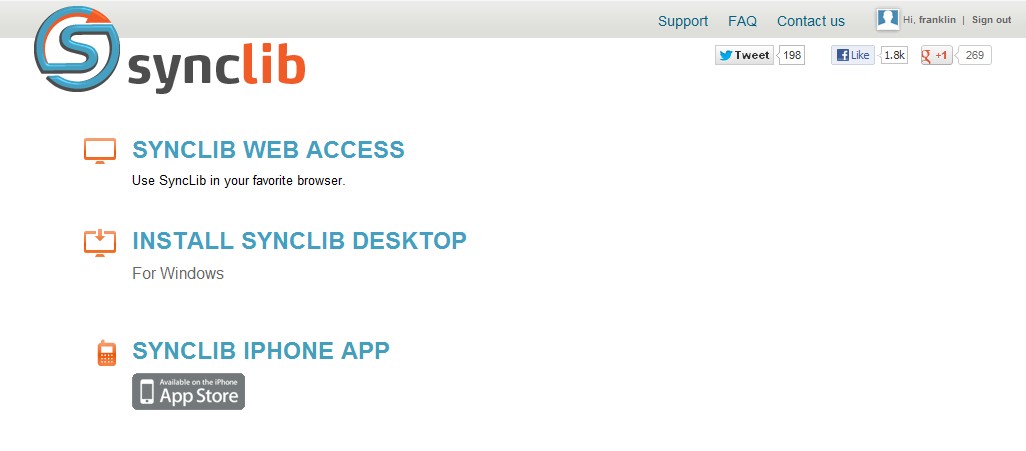 Support FAQ Contact us Hi, franklin | Sign out
synclib
Tweet 198 Like 1.8k +1 269
SYNCLIB WEB ACCESS
Use SyncLib in your favorite browser.
INSTALL SYNCLIB DESKTOP
For Windows
SYNCLIB IPHONE APP
Available on the iPhone
App Store